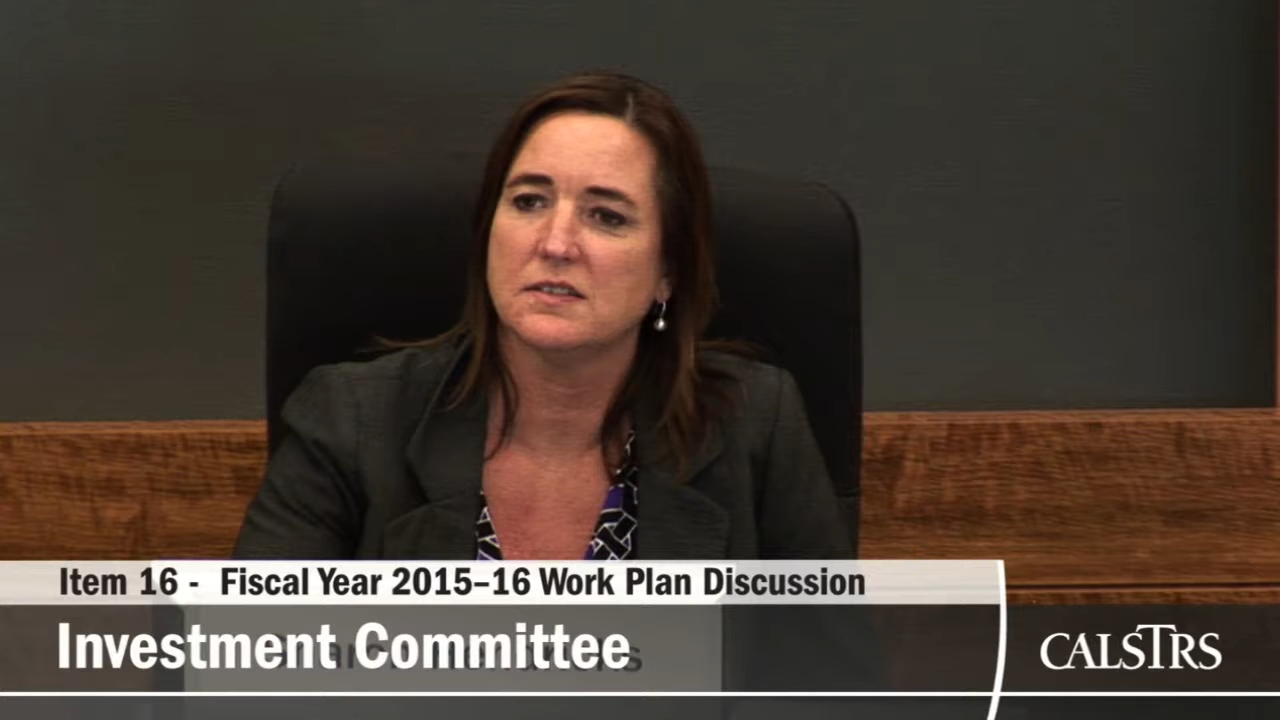 Item 16 - Fiscal Year 2015–16 Work Plan Discussion
Investment Committee
CALSTRS